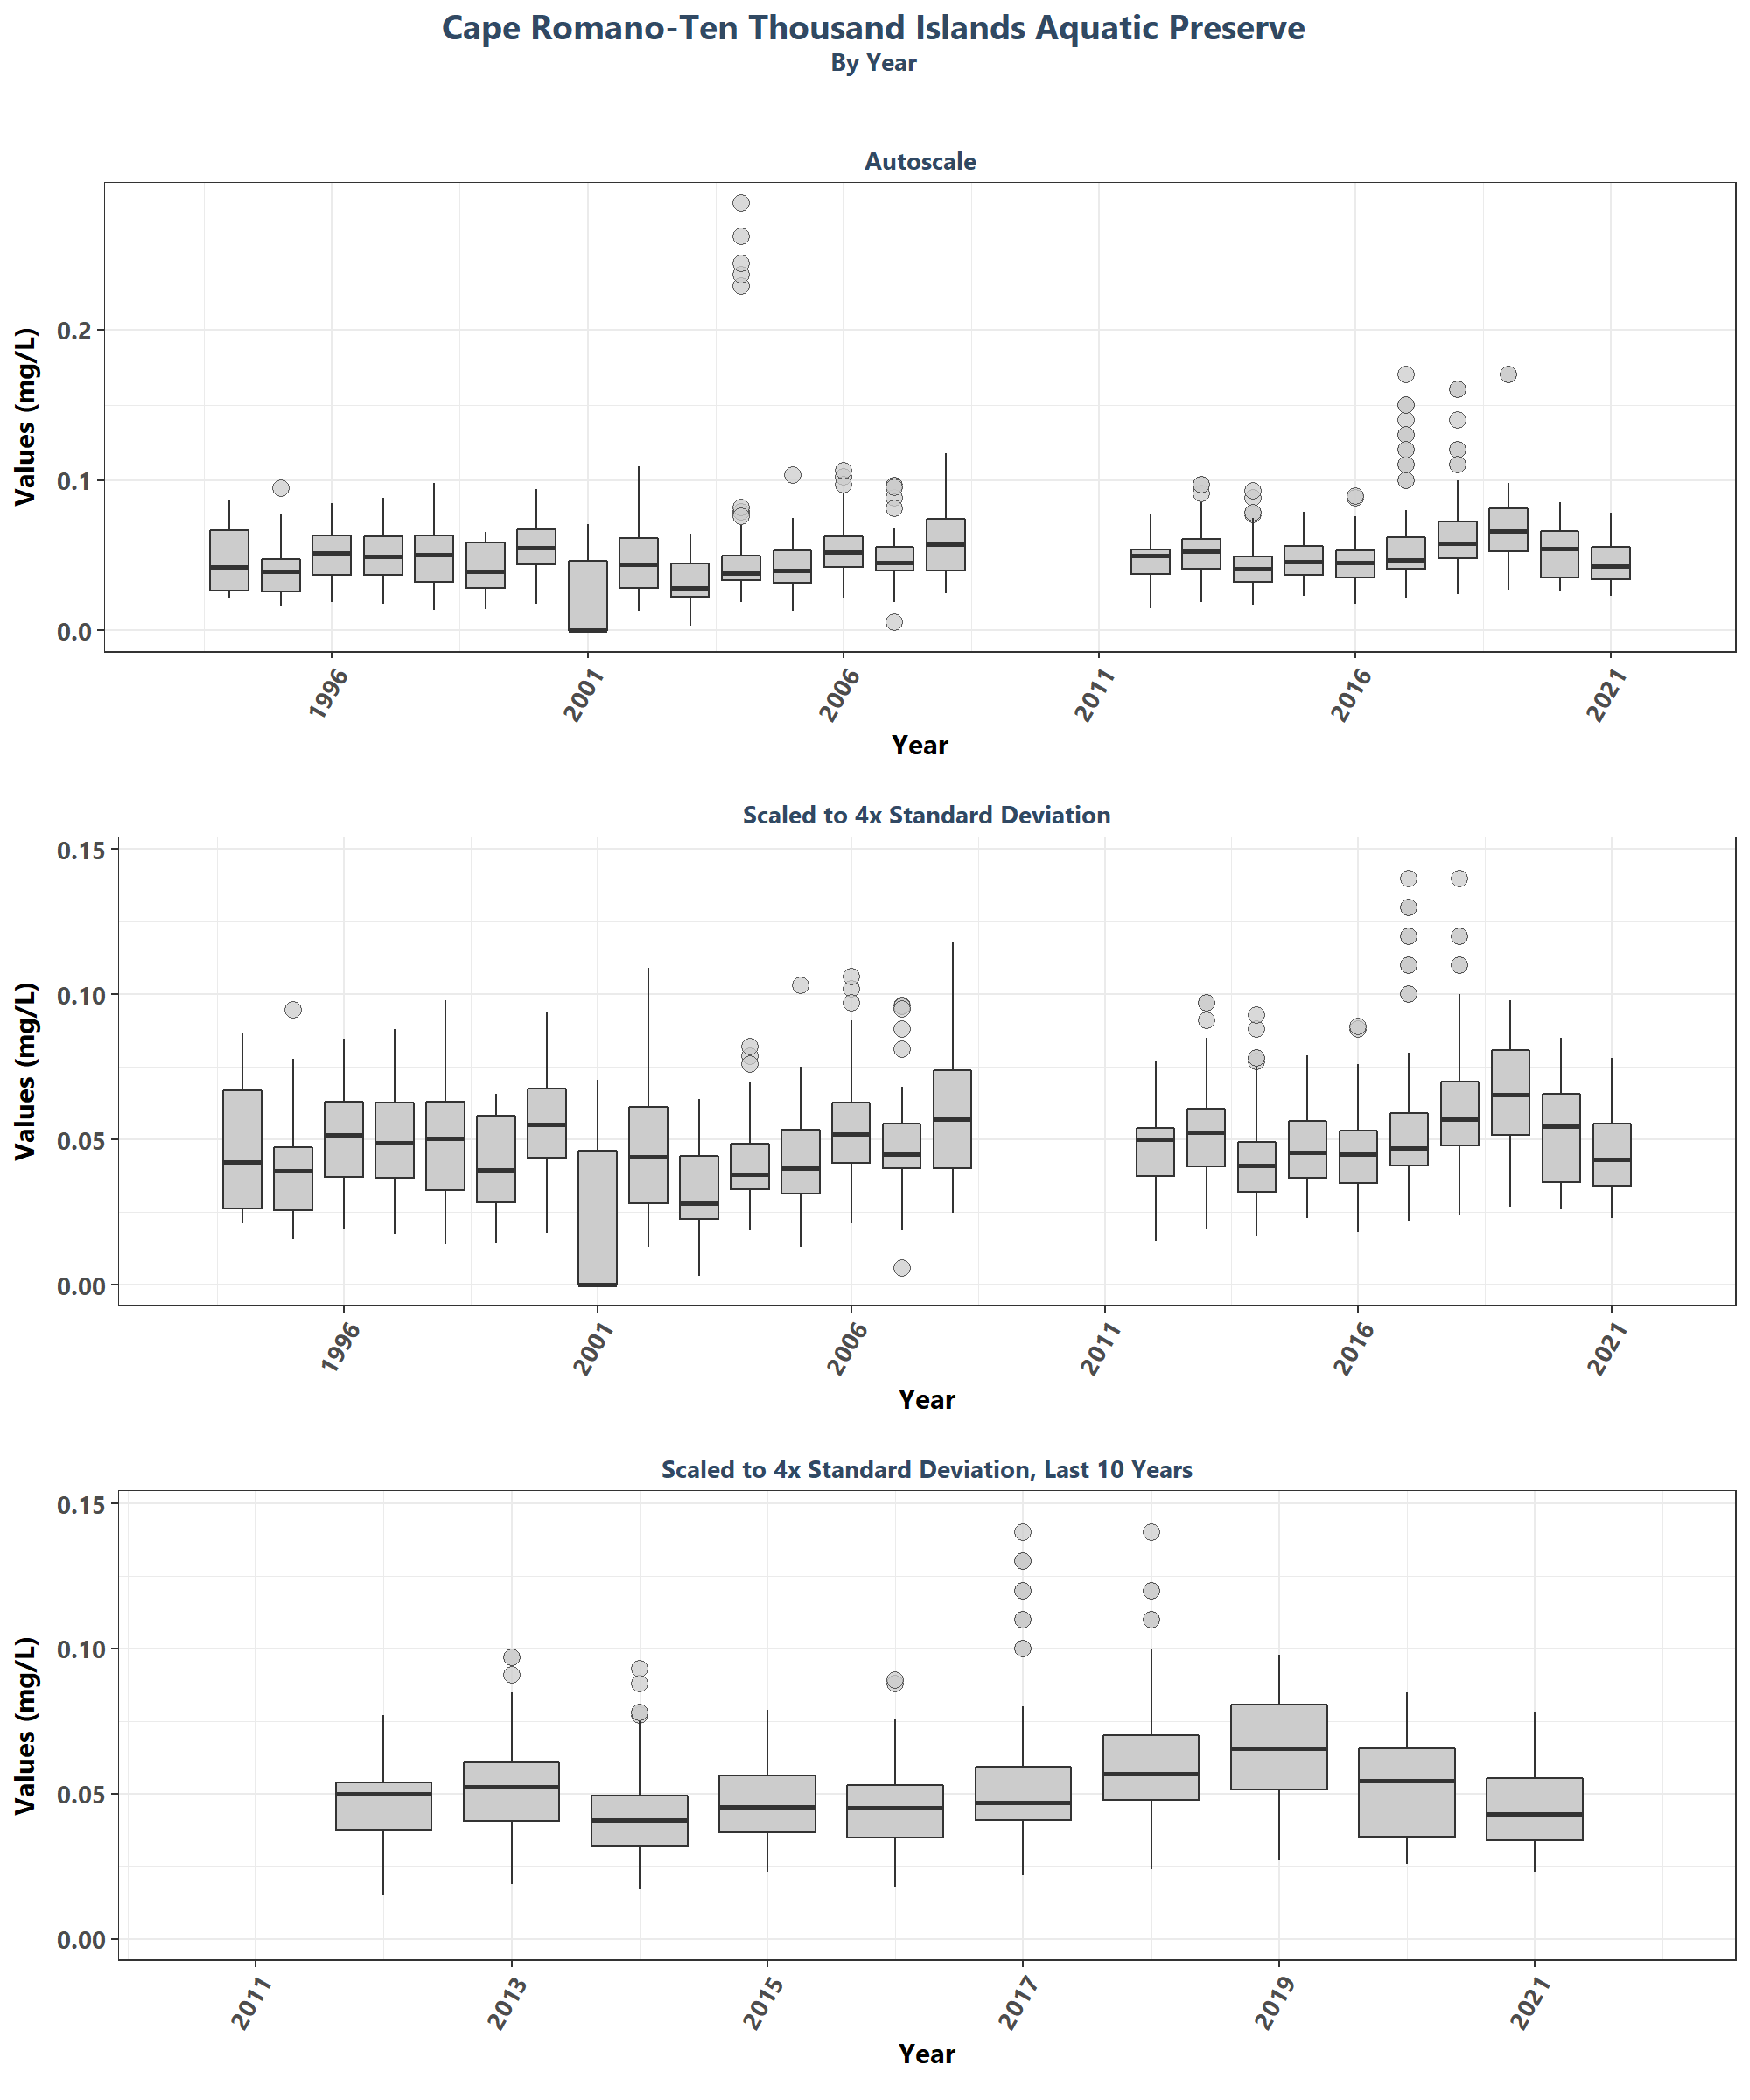 Cape Romano-Ten Thousand Islands Aquatic Preserve
By Year
Autoscale
Values (mg/L)
0.2
0.1
0.0
1996 2001 2006 2011 2016 2021
Year
Scaled to 4x Standard Deviation
Values (mg/L)
0.15
0.10
0.05
0.00
1996 2001 2006 2011 2016 2021
Year
Scaled to 4x Standard Deviation, Last 10 Years
Values (mg/L)
0.15
0.10
0.05
0.00
2011 2013 2015 2017 2019 2021
Year